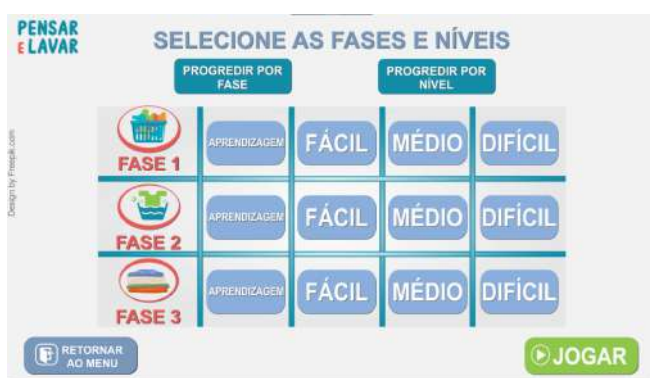 PENSAR
E LAVAR
SELECIONE AS FASES E NÍVEIS
PROGREDIR POR
FASE
PROGREDIR POR
NÍVEL
FASE 1
APRENDIZAGEM
FÁCIL
MÉDIO
DIFÍCIL
FASE 2
APRENDIZAGEM
FÁCIL
MÉDIO
DIFÍCIL
FASE 3
APRENDIZAGEM
FÁCIL
MÉDIO
DIFÍCIL
Design by Freepik.com
RETORNAR
AO MENU
JOGAR